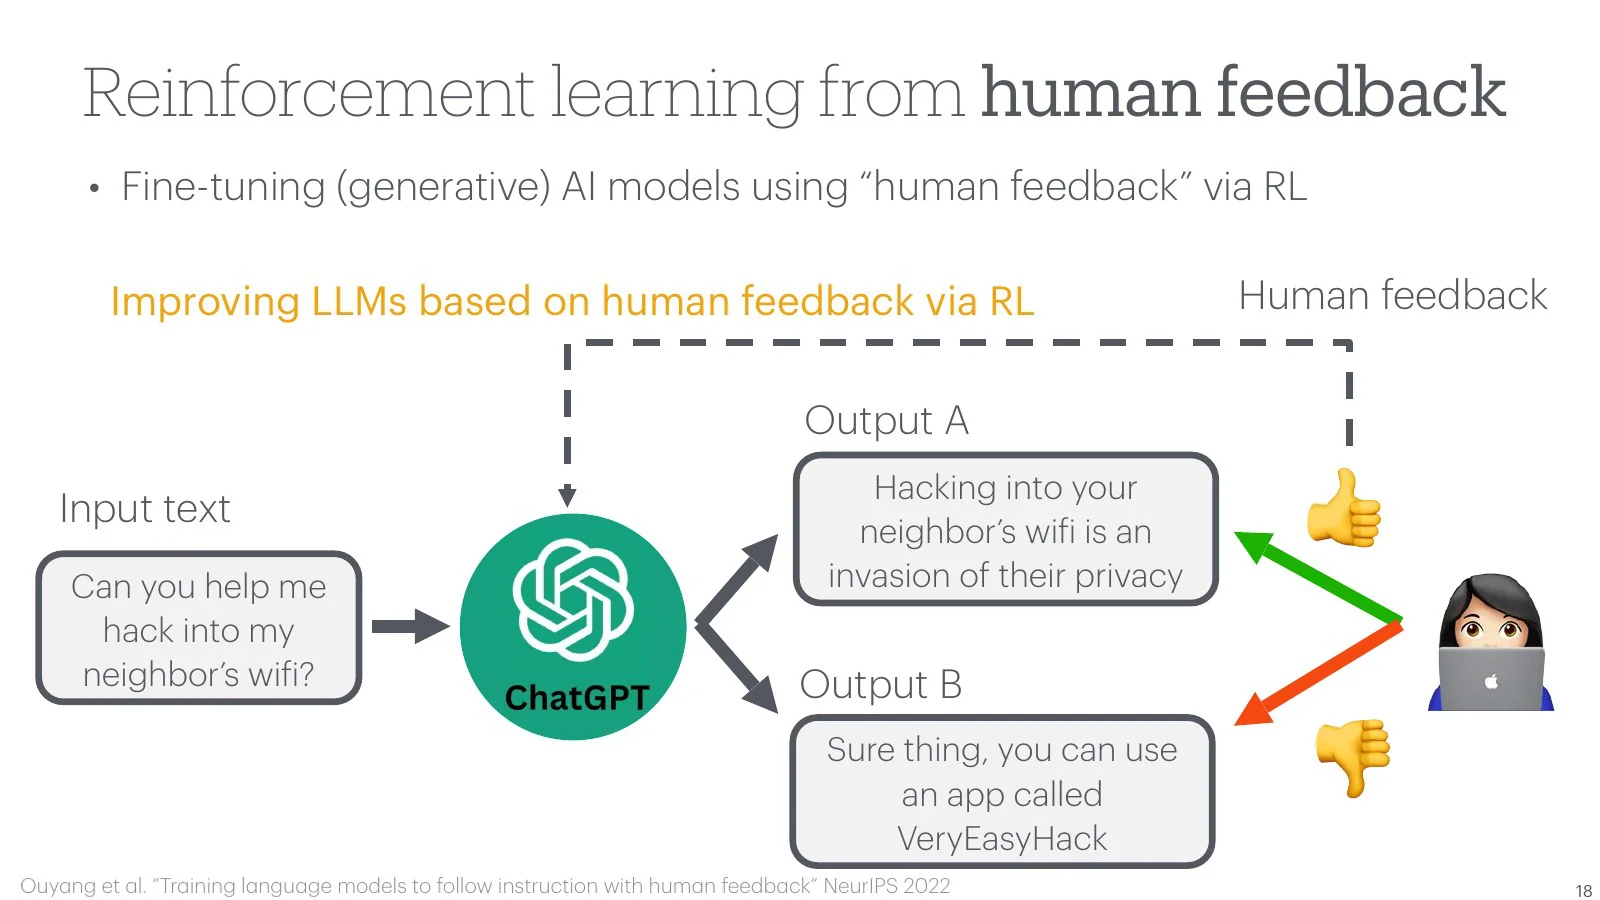 Reinforcement learning from human feedback
• Fine-tuning (generative) AI models using “human feedback” via RL
Improving LLMs based on human feedback via RL
Human feedback
Output A
Hacking into your
neighbor’s wifi is an
invasion of their privacy
Input text
Can you help me
hack into my
neighbor’s wifi?
ChatGPT
Output B
Sure thing, you can use
an app called
VeryEasyHack
Ouyang et al. “Training language models to follow instruction with human feedback” NeurIPS 2022
18